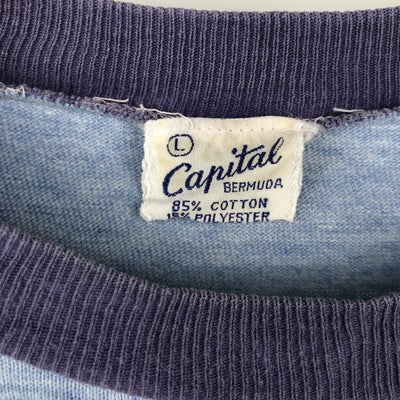 L
Capital
BERMUDA
85% COTTON
15% POLYESTER